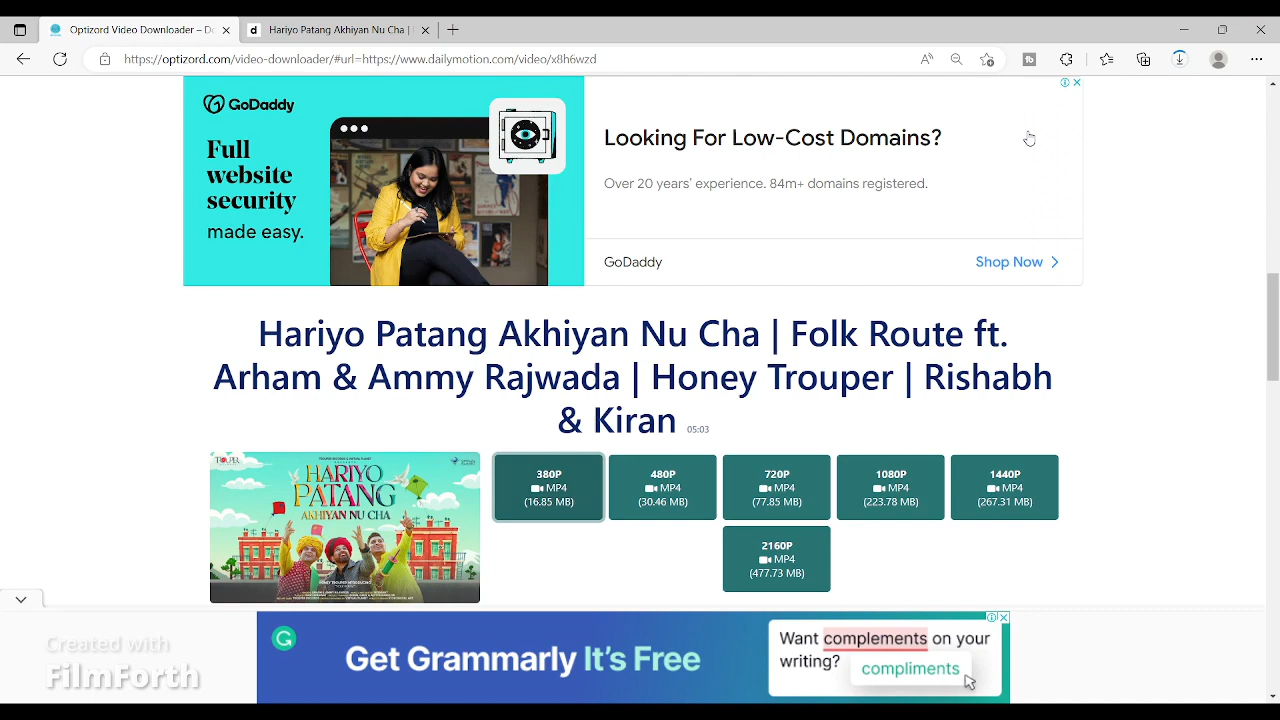 Optizord Video Downloader – Do
Hariyo Patang Akhiyan Nu Cha |
https://optizord.com/video-downloader/#url=https://www.dailymotion.com/video/x8h6wzd
GoDaddy
Full
website
security
made easy.
Looking For Low-Cost Domains?
Over 20 years' experience. 84m+ domains registered.
GoDaddy
Shop Now
Hariyo Patang Akhiyan Nu Cha | Folk Route ft.
Arham & Ammy Rajwada | Honey Trouper | Rishabh
& Kiran 05:03
HARIYO
PATANG
AKHIYAN NU CHA
380P
MP4
(16.85 MB)
480P
MP4
(30.46 MB)
720P
MP4
(77.85 MB)
1080P
MP4
(223.78 MB)
1440P
MP4
(267.31 MB)
2160P
MP4
(477.73 MB)
Created with
FilmForth
Get Grammarly It's Free
Want complements on your
writing?
compliments